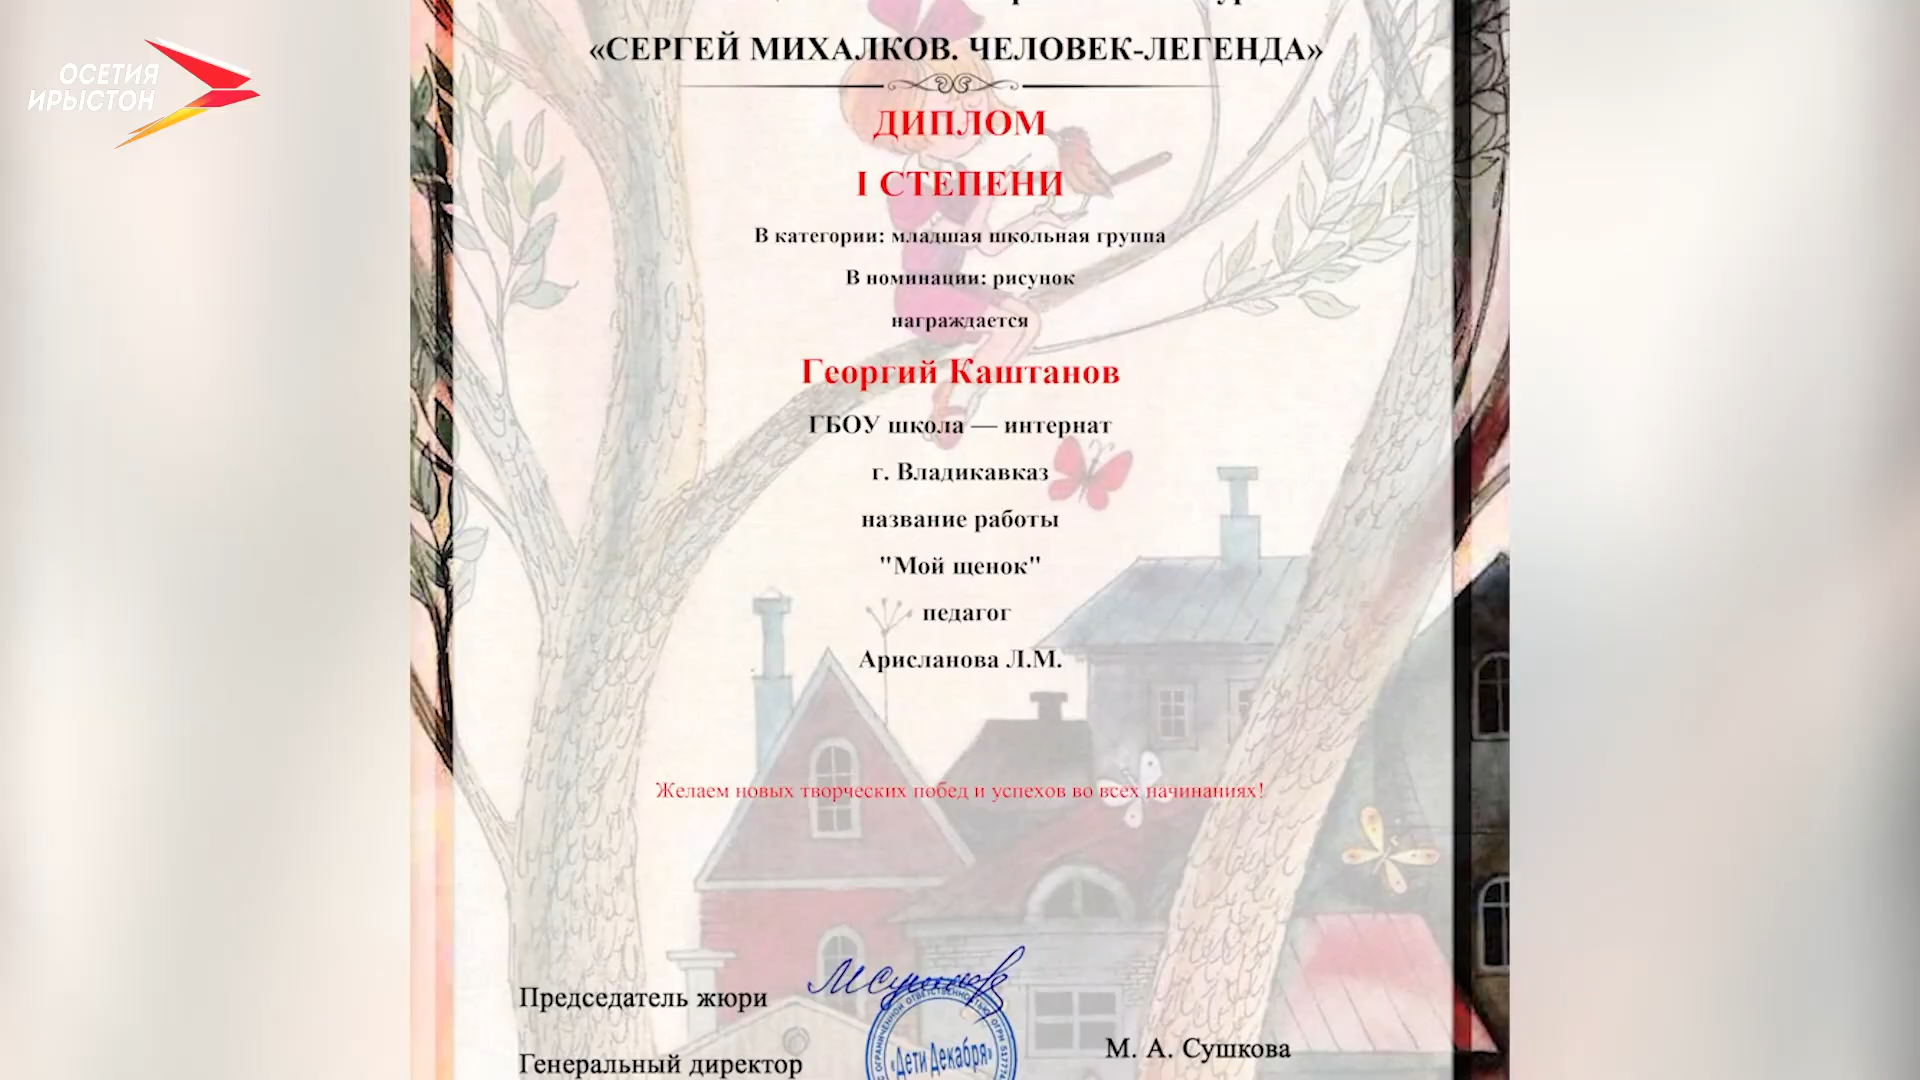 ОСЕТИЯ
ИРЫСТОН
«СЕРГЕЙ МИХАЛКОВ. ЧЕЛОВЕК-ЛЕГЕНДА»
ДИПЛОМ
I СТЕПЕНИ
В категории: младшая школьная группа
В номинации: рисунок
награждается
Георгий Каштанов
ГБОУ школа — интернат
г. Владикавказ
название работы
"Мой щенок"
педагог
Арисланова Л.М.
Желаем новых творческих побед и успехов во всех начинаниях!
Председатель жюри
Генеральный директор
М. А. Сушкова
ОГРАНИЧЕННОЙ ОТВЕТСТВЕННОСТЬЮ
«Дети Декабря»